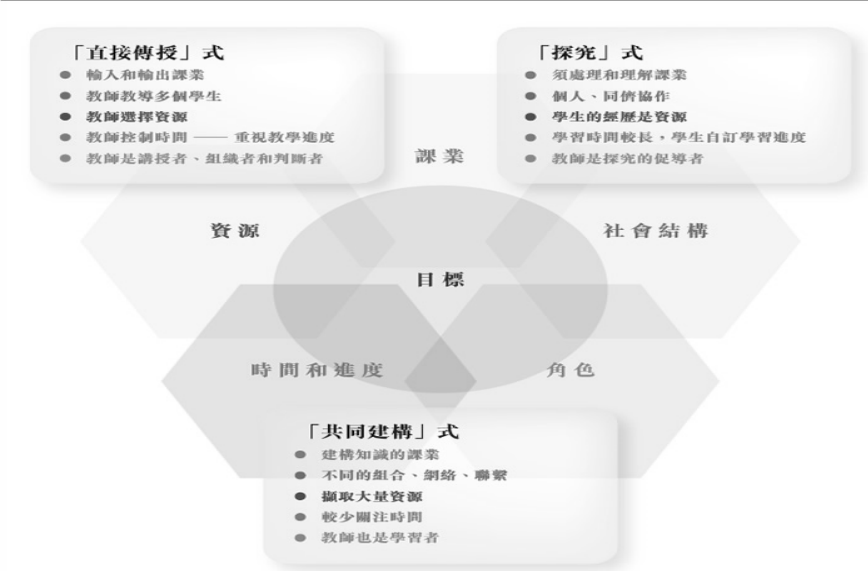 「直接傳授」式
● 輸入和輸出課業
● 教師教導多個學生
● 教師選擇資源
● 教師控制時間 —— 重視教學進度
● 教師是講授者、組織者和判斷者
「探究」式
● 須處理和理解課業
● 個人、同儕協作
● 學生的經歷是資源
● 學習時間較長，學生自訂學習進度
● 教師是探究的促導者
課業
資源
社會結構
目標
時間和進度
角色
「共同建構」式
● 建構知識的課業
● 不同的組合、網絡、聯繫
● 擷取大量資源
● 較少關注時間
● 教師也是學習者